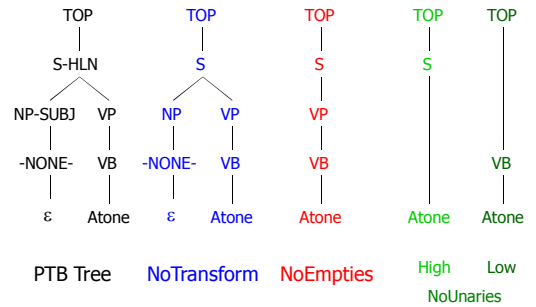 TOP TOP TOP TOP TOP
S-HLN S S S
NP-SUBJ VP NP VP VP
-NONE- VB -NONE- VB VB VB
ε Atone ε Atone Atone Atone Atone
PTB Tree NoTransform NoEmpties High Low
NoUnaries